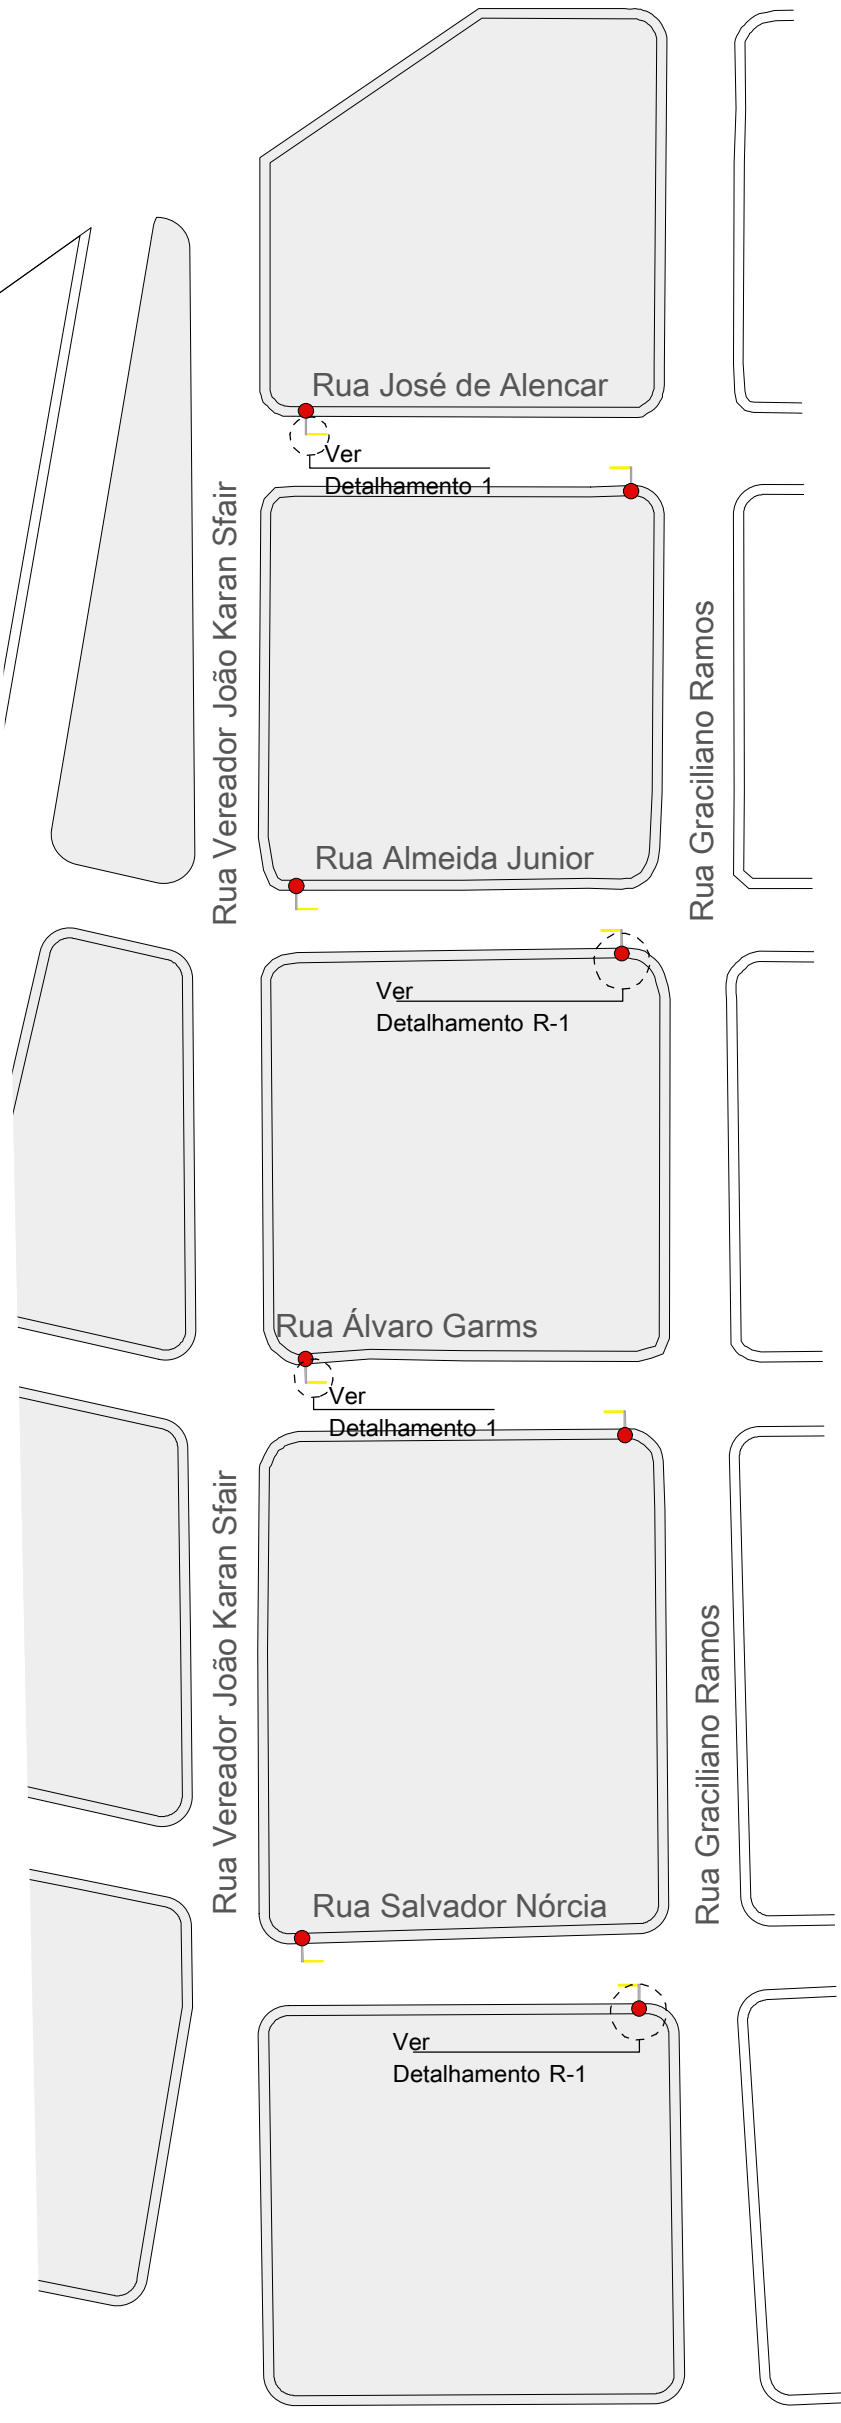 Rua José de Alencar
Ver
Detalhamento 1
Rua Vereador João Karan Sfair
Rua Graciliano Ramos
Rua Almeida Junior
Ver
Detalhamento R-1
Rua Álvaro Garms
Ver
Detalhamento 1
Rua Vereador João Karan Sfair
Rua Graciliano Ramos
Rua Salvador Nórcia
Ver
Detalhamento R-1